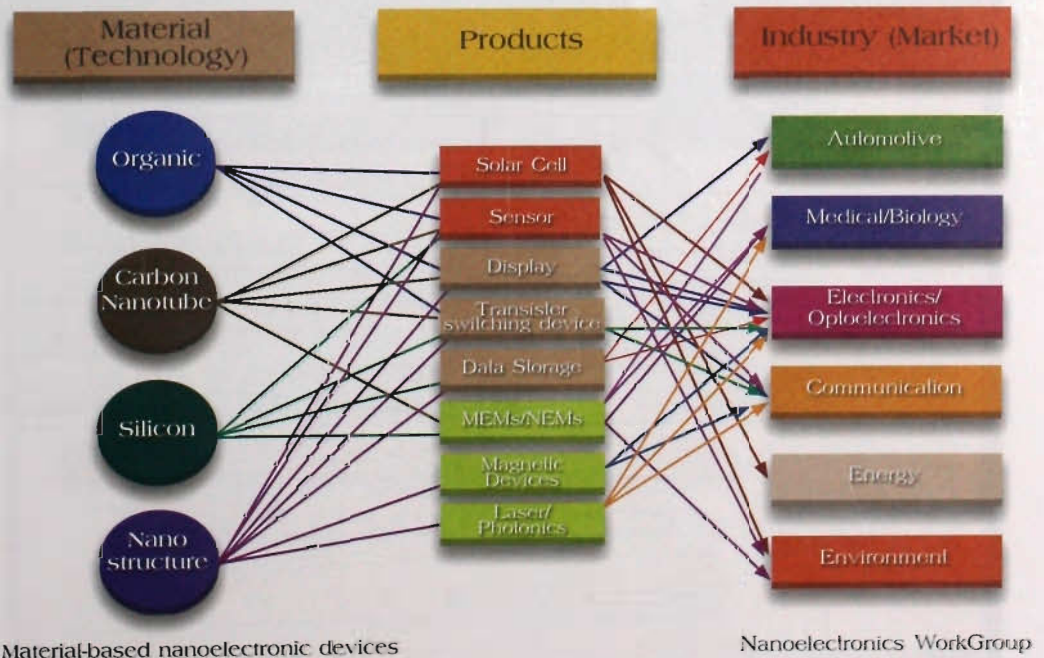 Material
(Technology)
Products
Industry (Market)
Organic
Carbon
Nanotube
Silicon
Nano
structure
Solar Cell
Sensor
Display
Transister
switching device
Data Storage
MEMs/NEMs
Magnetic
Devices
Laser/
Photonics
Automotive
Medical/Biology
Electronics/
Optoelectronics
Communication
Energy
Environment
Material-based nanoelectronic devices
Nanoelectronics WorkGroup